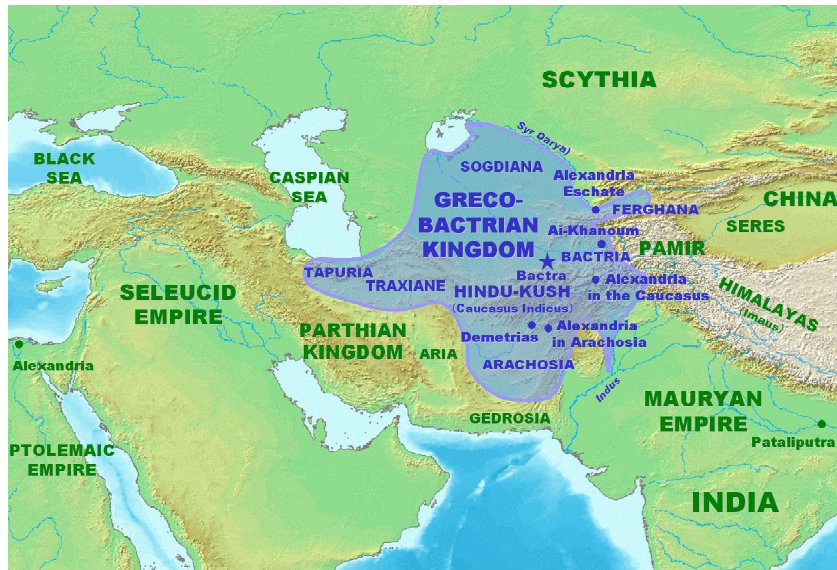 SCYTHIA
Syr Darya)
BLACK
SEA
CASPIAN
SEA
SOGDIANA
Alexandria
Eschate
GRECO-
BACTRIAN
KINGDOM
FERGHANA
CHINA
SERES
Ai-Khanoum
PAMIR
BACTRIA
Bactra
TAPURIA
TRAXIANE
HINDU-KUSH
(Caucasus Indicus)
Alexandria
in the Caucasus
HIMALAYAS
(Imaus)
SELEUCID
EMPIRE
PARTHIAN
KINGDOM
ARIA
Demetrias
Alexandria
in Arachosia
ARACHOSIA
Alexandria
Indus
MAURYAN
EMPIRE
GEDROSIA
Pataliputra
PTOLEMAIC
EMPIRE
INDIA